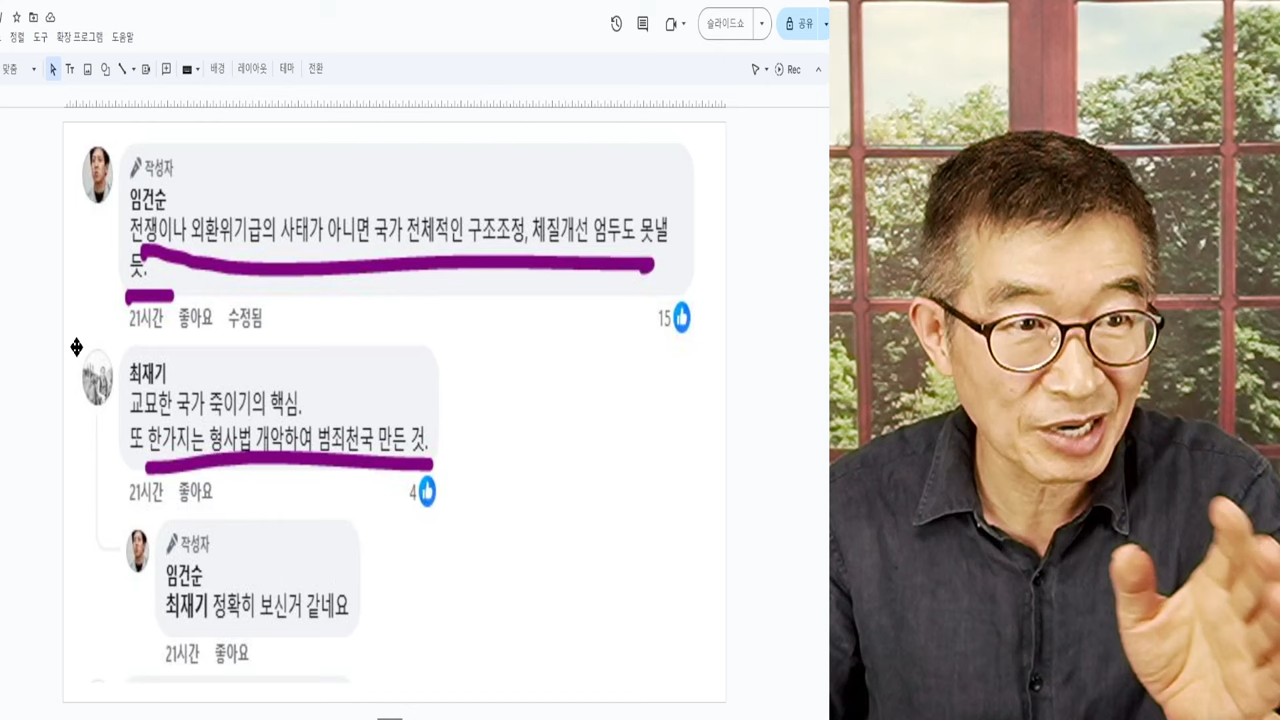 정렬 도구 확장 프로그램 도움말
슬라이드쇼
공유
맞춤
Tr
배경 레이아웃 테마 전환
Rec
작성자
임건순
전쟁이나 외환위기급의 사태가 아니면 국가 전체적인 구조조정, 체질개선 엄두도 못낼
듯.
21시간 좋아요 수정됨
15
최재기
교묘한 국가 죽이기의 핵심.
또 한가지는 형사법 개악하여 범죄천국 만든 것.
21시간 좋아요
4
작성자
임건순
최재기 정확히 보신거 같네요
21시간 좋아요